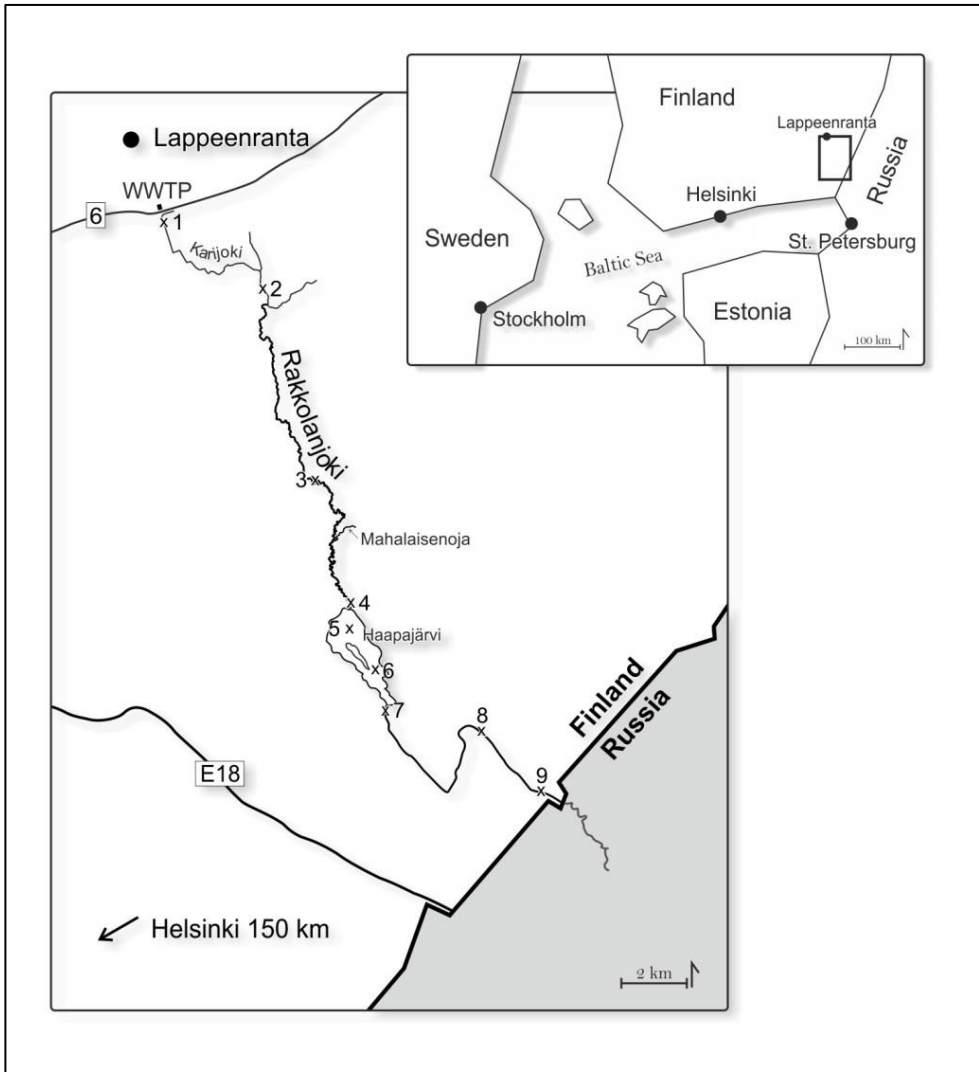 Lappeenranta
WWTP
6
1
Karijoki
2
Rakkolanjoki
3
Mahalaisenoja
4
5
Haapajärvi
6
7
8
9
Finland
Russia
E18
Helsinki 150 km
2 km
Finland
Lappeenranta
Russia
Helsinki
St. Petersburg
Sweden
Baltic Sea
Stockholm
Estonia
100 km